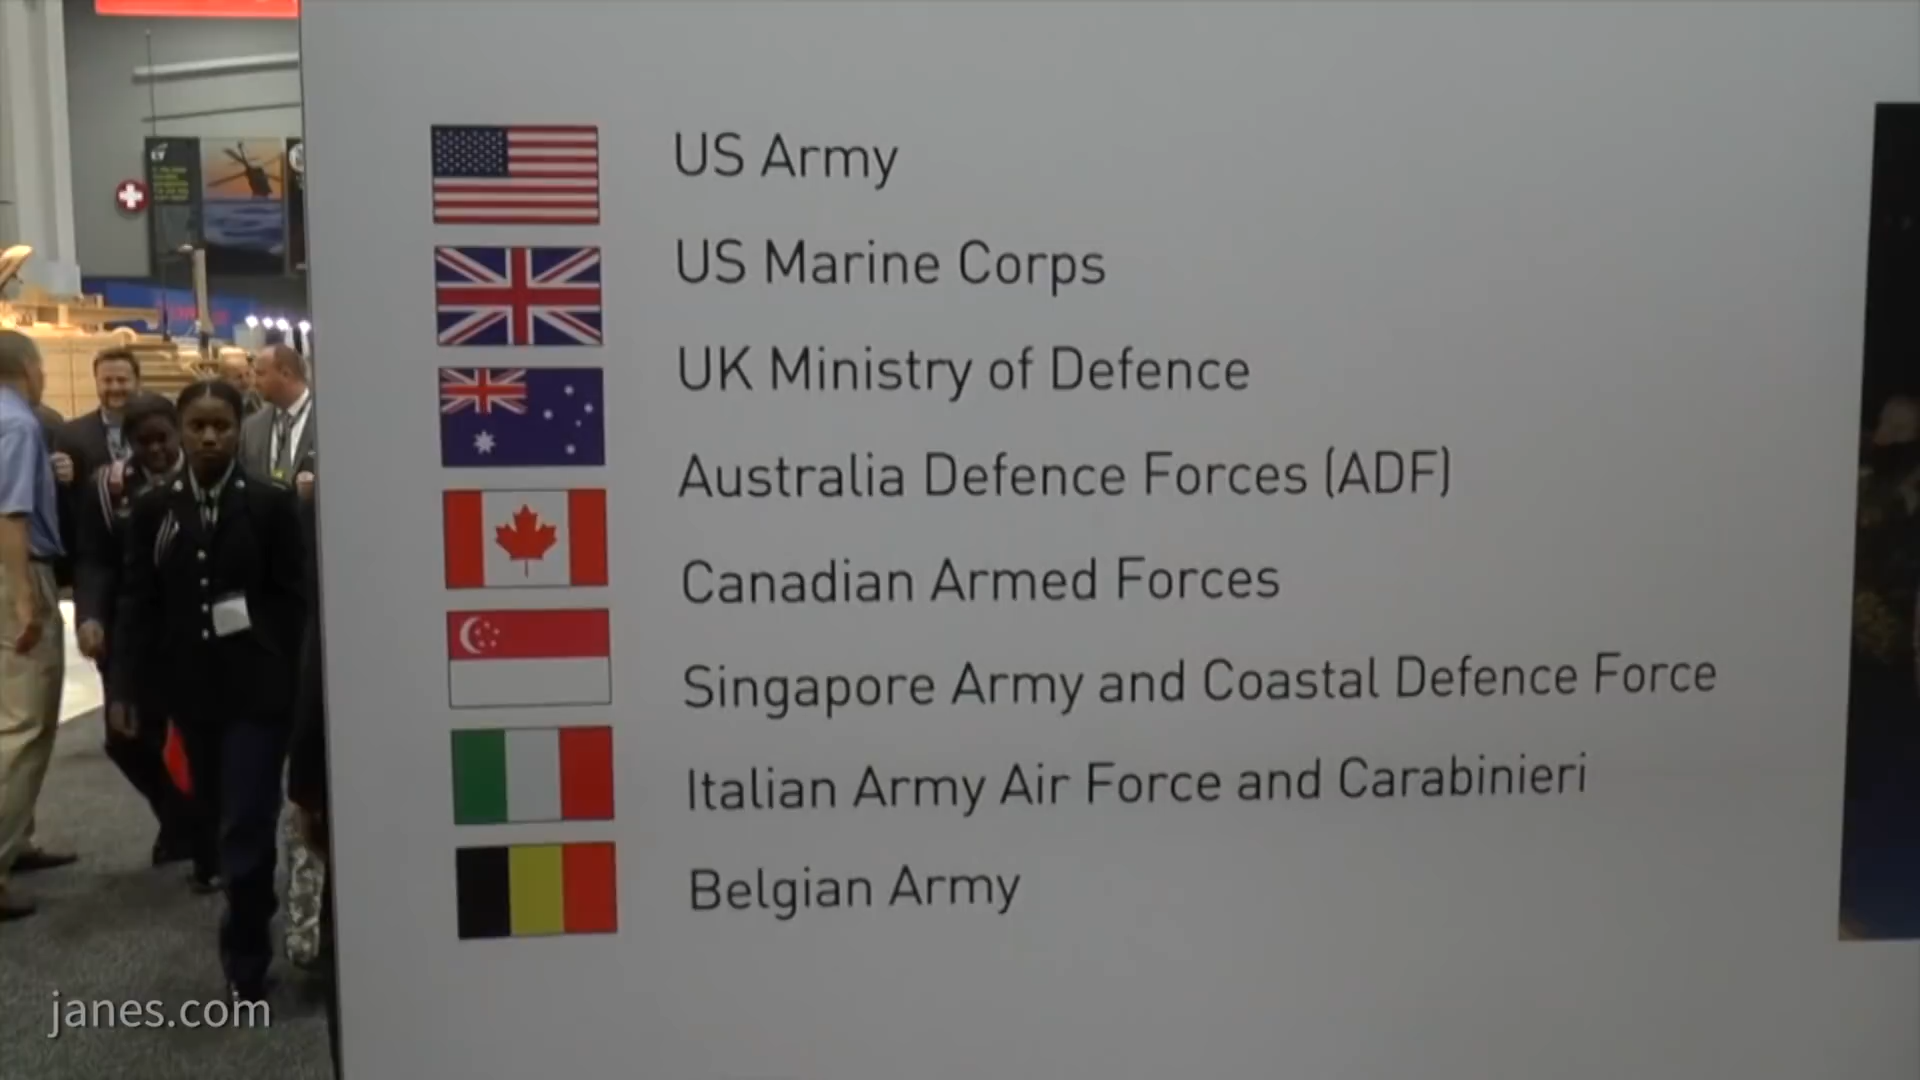 US Army
US Marine Corps
UK Ministry of Defence
Australia Defence Forces (ADF)
Canadian Armed Forces
Singapore Army and Coastal Defence Force
Italian Army Air Force and Carabinieri
Belgian Army
janes.com